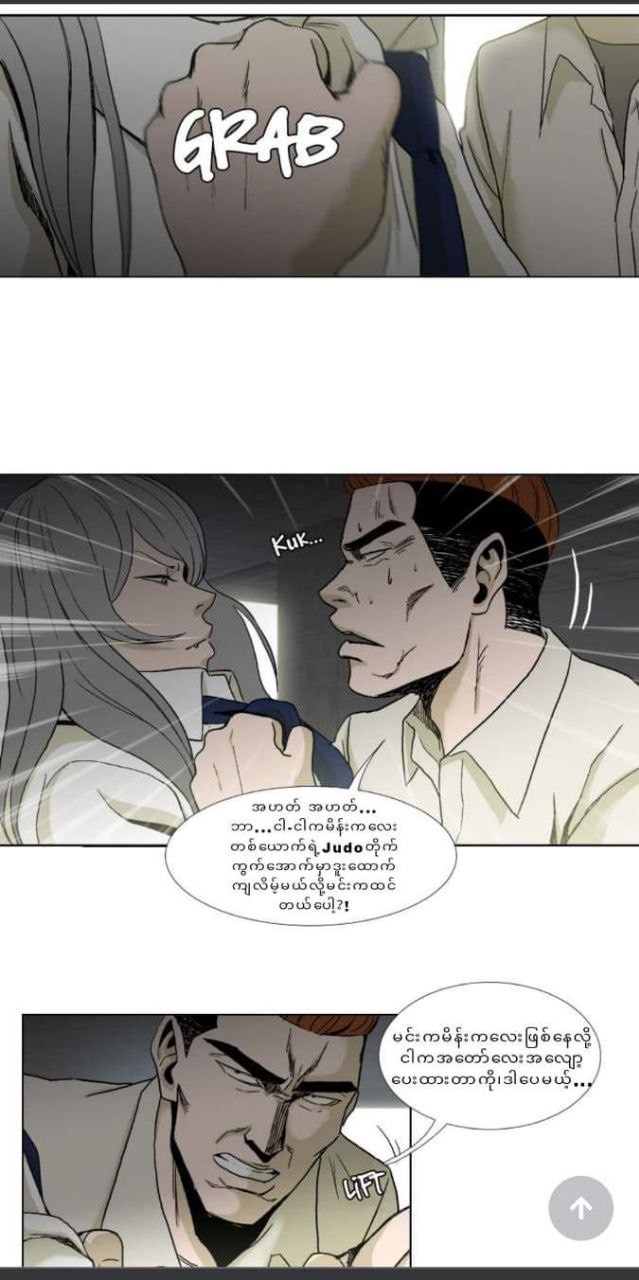 GRAB
KuK...
အဟတ် အဟတ်...
ဘာ...ငါ-ငါကမိန်းကလေး
တစ်ယောက်ရဲ့Judoတိုက်
ကွက်အောက်မှာဒူးထောက်
ကျလိမ့်မယ်လို့မင်းကထင်
တယ်ပေါ့?!
မင်းကမိန်းကလေးဖြစ်နေလို့
ငါကအတော်လေးအလျော့
ပေးထားတာကို၊ဒါပေမယ့်...
LiFT